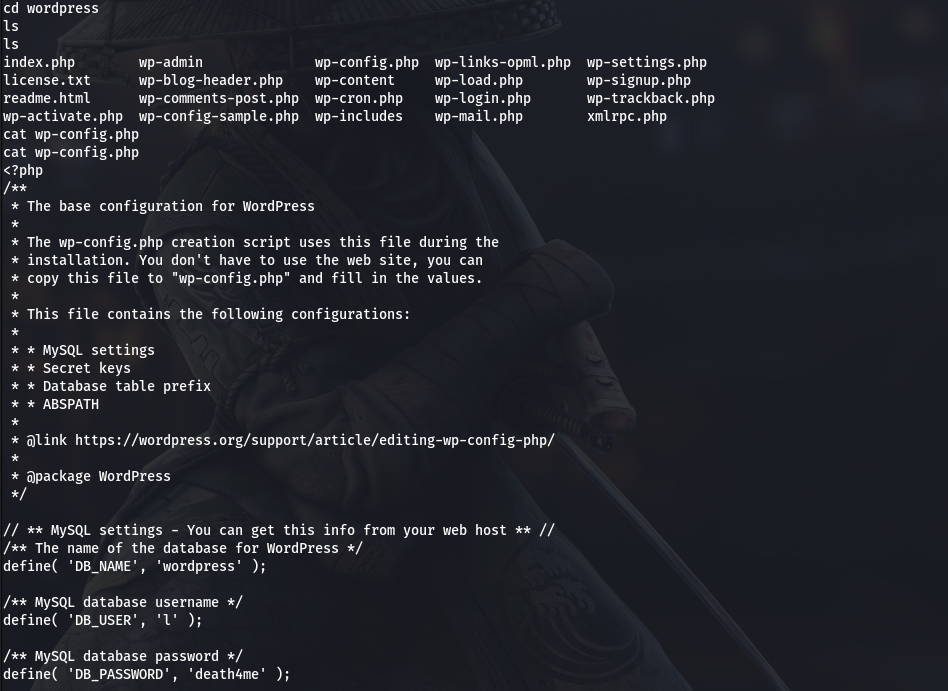 cd wordpress
ls
ls
index.php        wp-admin              wp-config.php  wp-links-opml.php  wp-settings.php
license.txt      wp-blog-header.php    wp-content     wp-load.php        wp-signup.php
readme.html      wp-comments-post.php  wp-cron.php    wp-login.php       wp-trackback.php
wp-activate.php  wp-config-sample.php  wp-includes    wp-mail.php        xmlrpc.php
cat wp-config.php
cat wp-config.php
<?php
/**
 * The base configuration for WordPress
 *
 * The wp-config.php creation script uses this file during the
 * installation. You don't have to use the web site, you can
 * copy this file to "wp-config.php" and fill in the values.
 *
 * This file contains the following configurations:
 *
 * * MySQL settings
 * * Secret keys
 * * Database table prefix
 * * ABSPATH
 *
 * @link https://wordpress.org/support/article/editing-wp-config-php/
 *
 * @package WordPress
 */

// ** MySQL settings - You can get this info from your web host ** //
/** The name of the database for WordPress */
define( 'DB_NAME', 'wordpress' );

/** MySQL database username */
define( 'DB_USER', 'l' );

/** MySQL database password */
define( 'DB_PASSWORD', 'death4me' );